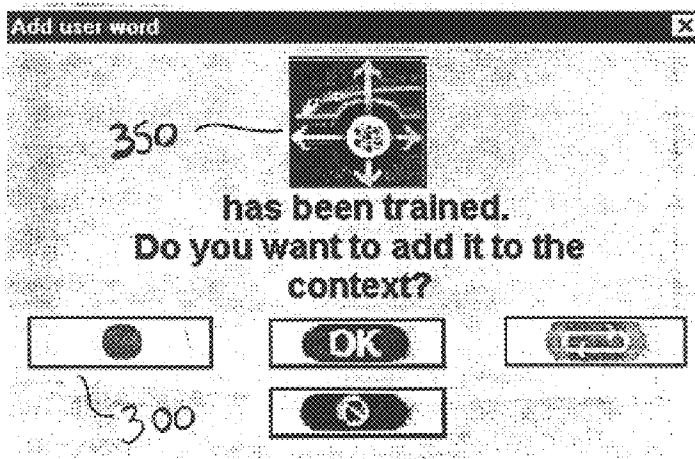 Add user word
350
has been trained.
Do you want to add it to the
context?
OK
300